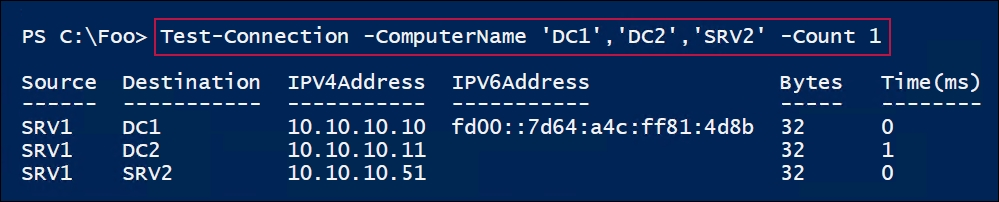 PS C:\Foo> Test-Connection -ComputerName 'DC1','DC2','SRV2' -Count 1
Source Destination IPV4Address IPV6Address Bytes Time(ms)
------ ----------- ----------- ----------- ----- --------
SRV1 DC1 10.10.10.10 fd00::7d64:a4c:ff81:4d8b 32 0
SRV1 DC2 10.10.10.11 32 1
SRV1 SRV2 10.10.10.51 32 0